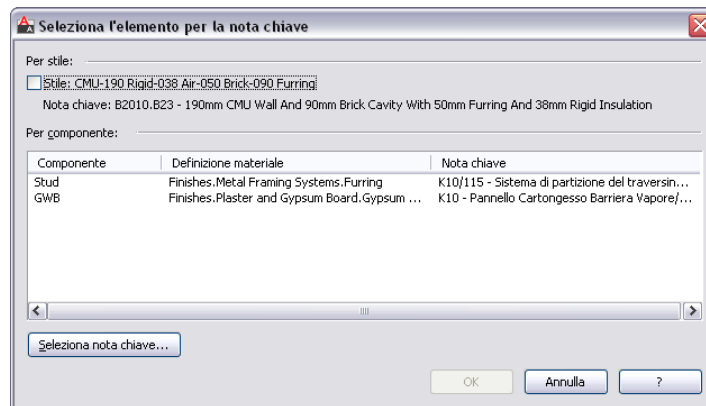 Seleziona l'elemento per la nota chiave
Per stile:
Stile: CMU-190 Rigid-038 Air-050 Brick-090 Furring
Nota chiave: B2010.B23 - 190mm CMU Wall And 90mm Brick Cavity With 50mm Furring And 38mm Rigid Insulation
Per componente:
Componente Definizione materiale Nota chiave
Stud Finishes.Metal Framing Systems.Furring K10/115 - Sistema di partizione del traversin...
GWB Finishes.Plaster and Gypsum Board.Gypsum ... K10 - Pannello Cartongesso Barriera Vapore/...
Seleziona nota chiave...
OK Annulla ?